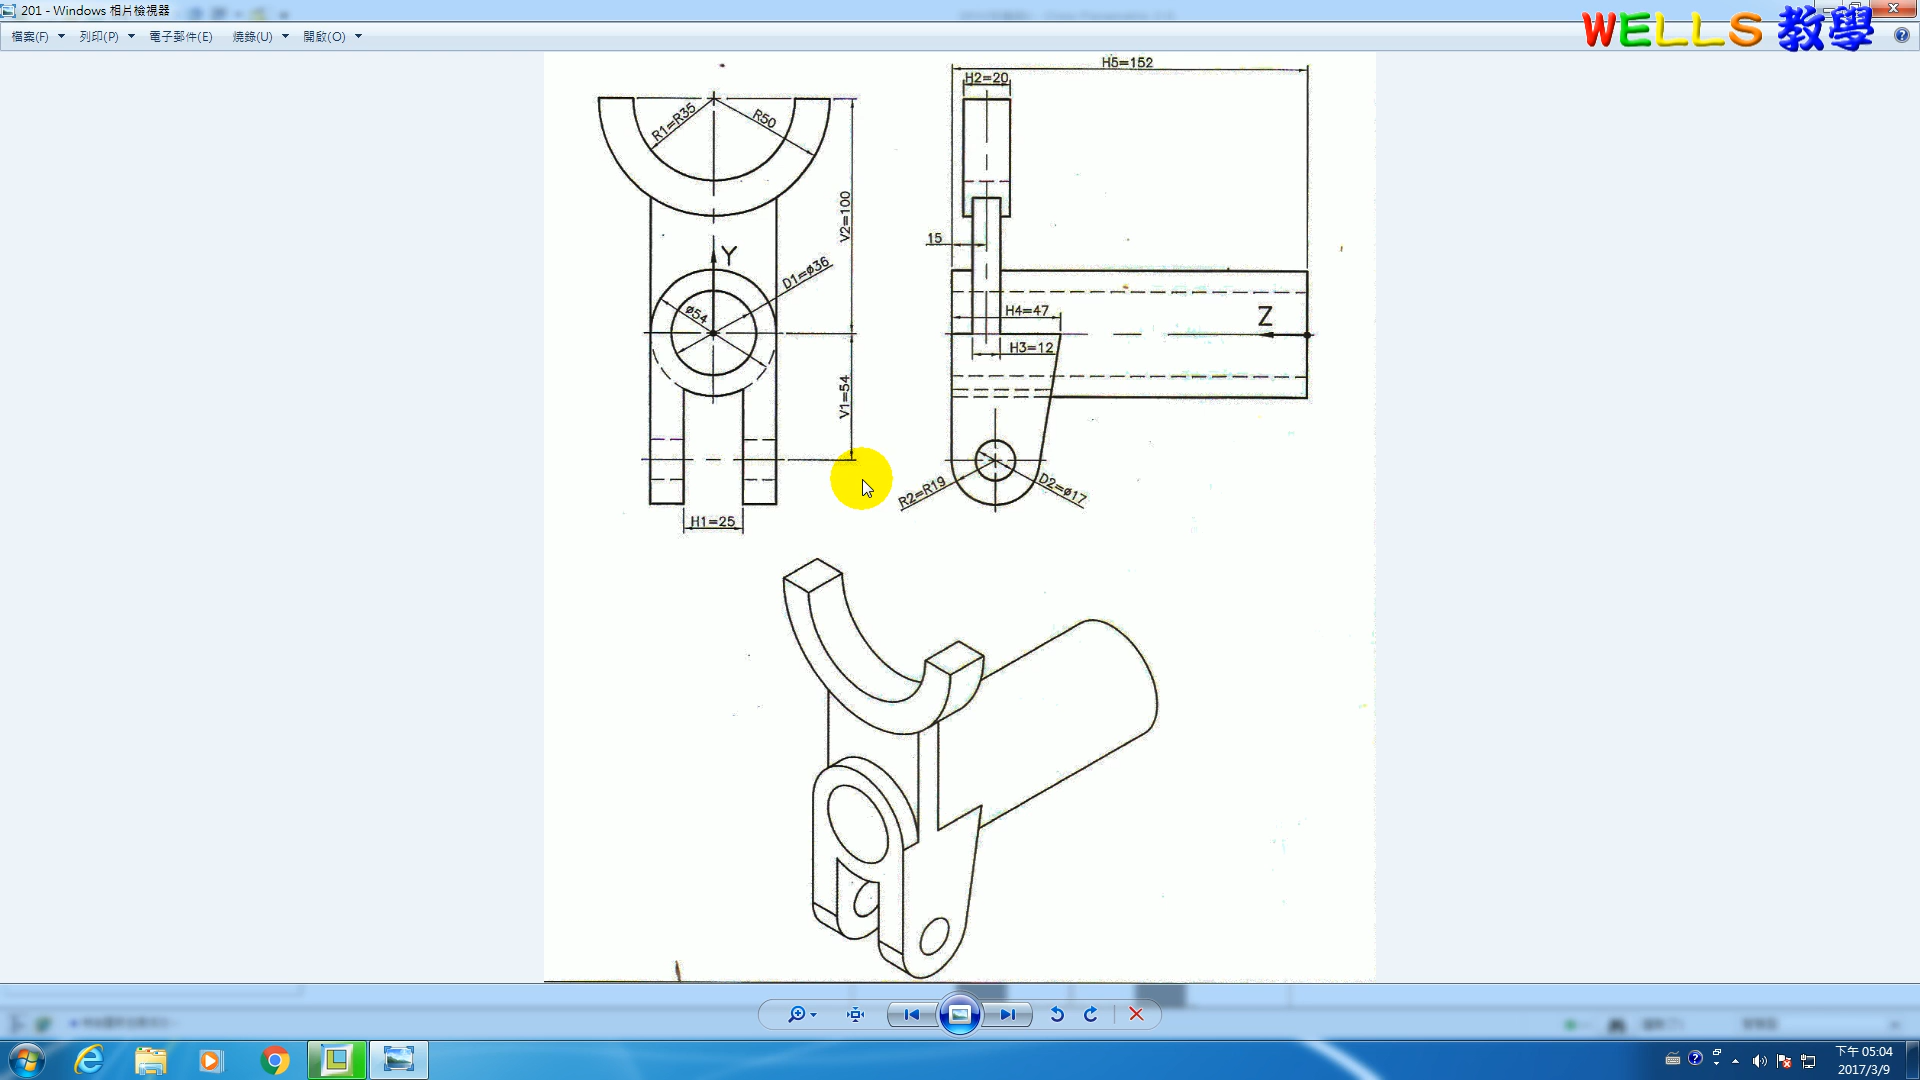 201 - Windows 相片檢視器
WELLS 教學
檔案(F) 列印(P) 電子郵件(E) 燒錄(U) 開啟(O)
H5=152
H2=20
R1=R35
R50
V2=100
15
Y
D1=ø36
ø54
H4=47
Z
H3=12
V1=54
R2=R19
D2=ø17
H1=25
下午 05:04
2017/3/9